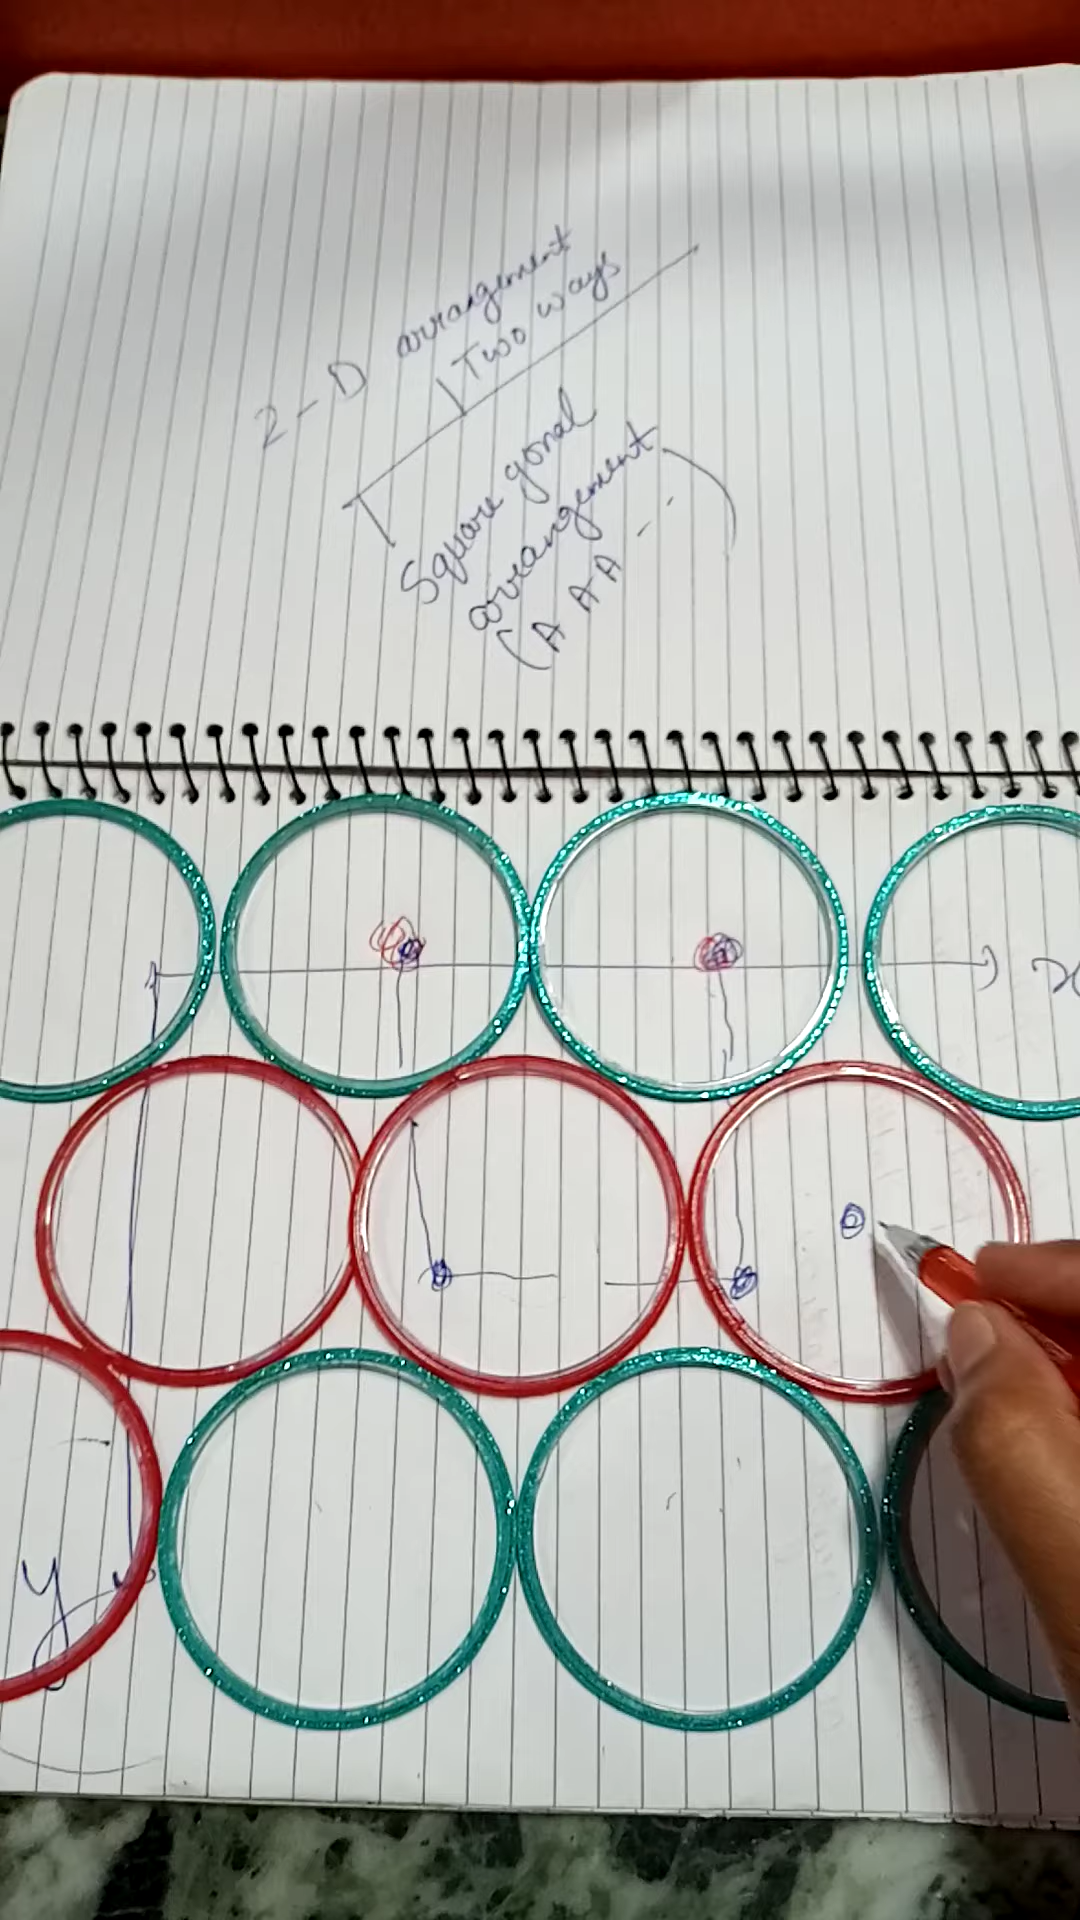 2-D arrangement
Two ways
Square gonal
arrangement
(A A A - - )
x
y